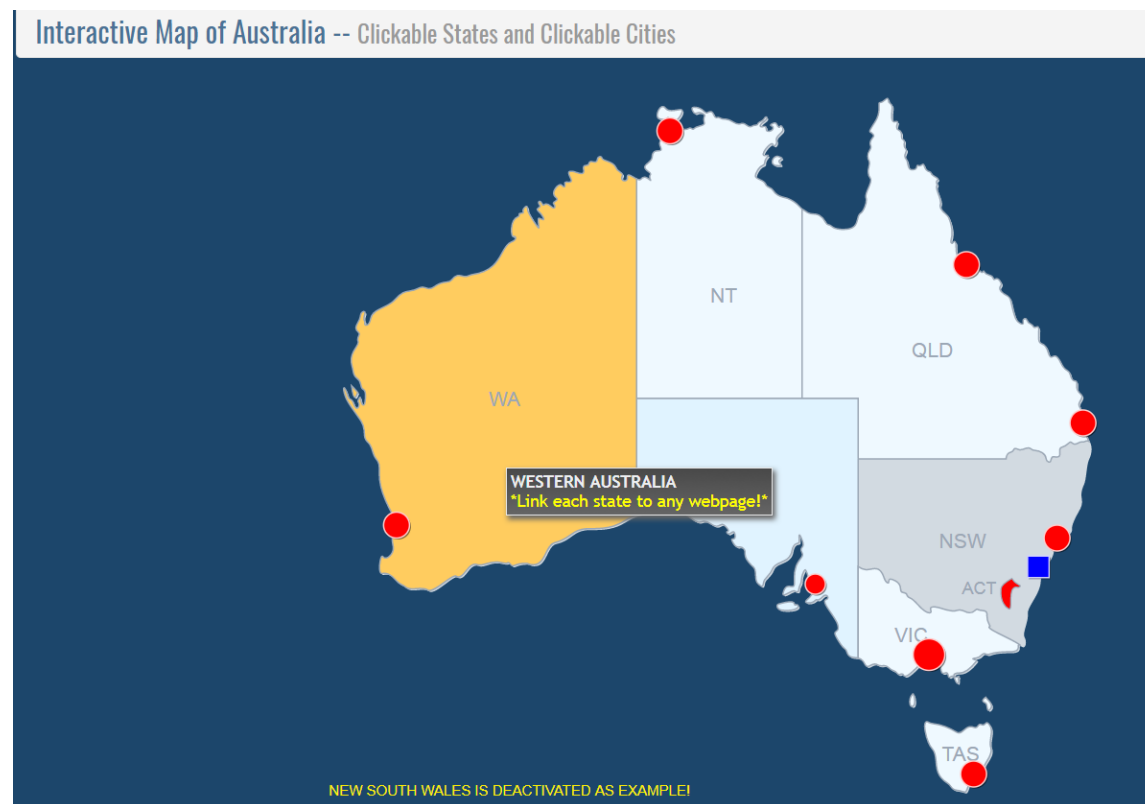 Interactive Map of Australia -- Clickable States and Clickable Cities
NT
QLD
WA
WESTERN AUSTRALIA
*Link each state to any webpage!*
NSW
ACT
VIC
TAS
NEW SOUTH WALES IS DEACTIVATED AS EXAMPLE!